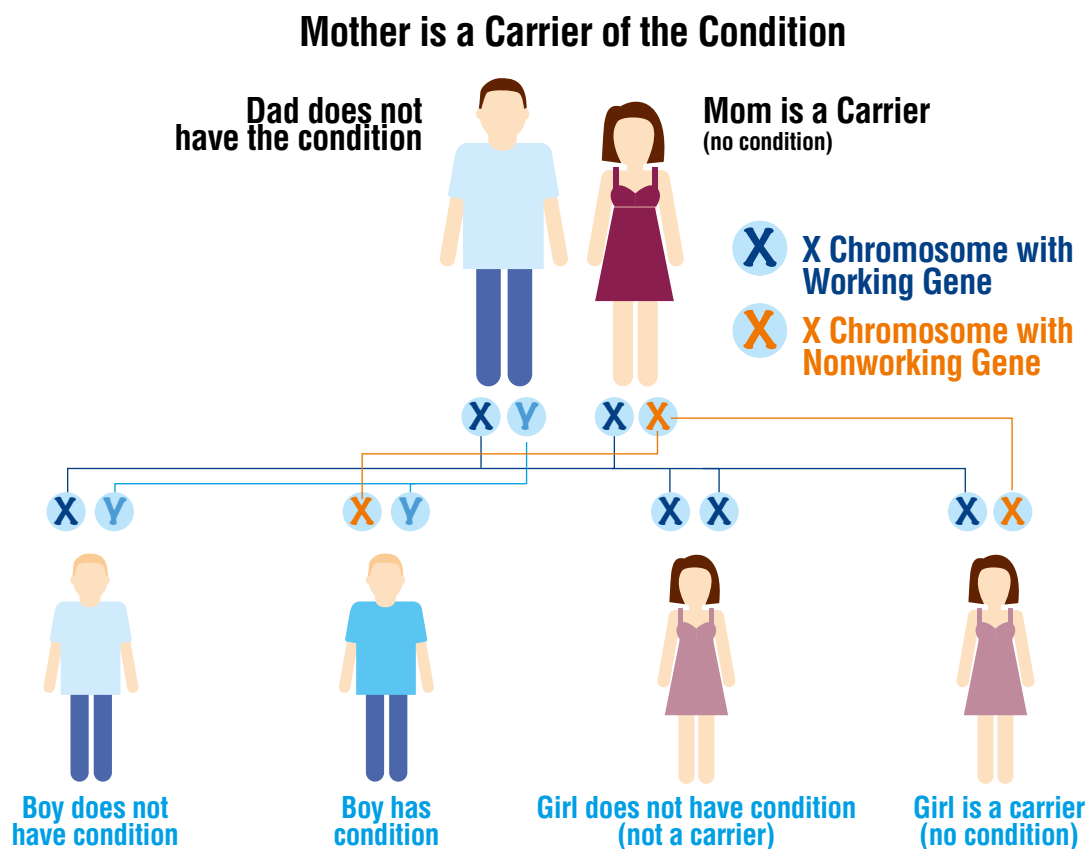 Mother is a Carrier of the Condition
Dad does not
have the condition
Mom is a Carrier
(no condition)
X X Chromosome with
Working Gene
X X Chromosome with
Nonworking Gene
X Y X X
X Y X Y X X X X
Boy does not
have condition
Boy has
condition
Girl does not have condition
(not a carrier)
Girl is a carrier
(no condition)